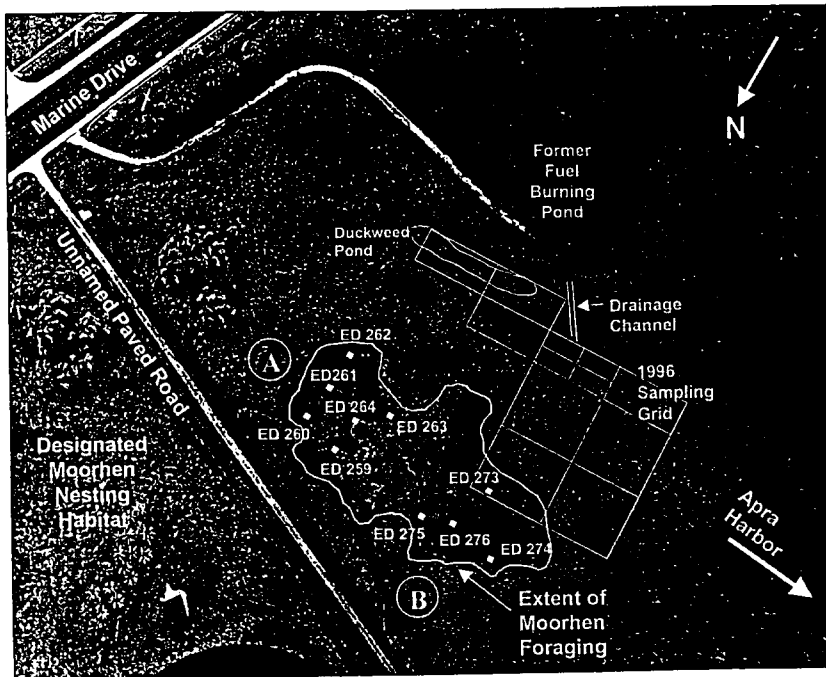 Marine Drive
N
Former
Fuel
Burning
Pond
Duckweed
Pond
Drainage
Channel
Unnamed Paved Road
A
ED 262
ED261
ED 264
ED 260
ED 263
ED 259
1996
Sampling
Grid
Designated
Moorhen
Nesting
Habitat
ED 273
ED 275
ED 276
ED 274
Apra
Harbor
B
Extent of
Moorhen
Foraging